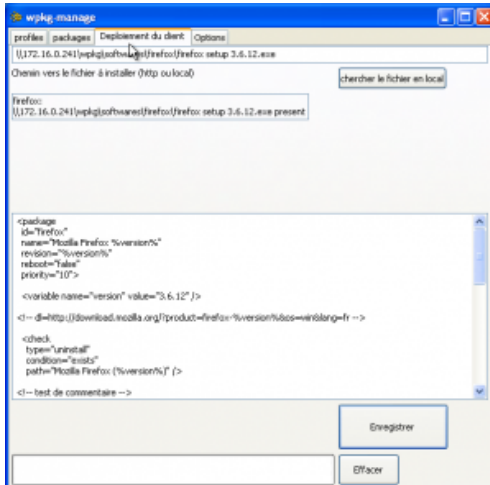 wpkg-manage
profiles packages Deploiement du client Options
\\172.16.0.241\wpkg\softwares\firefox\firefox setup 3.6.12.exe
Chemin vers le fichier à installer (http ou local)
chercher le fichier en local
firefox:
\\172.16.0.241\wpkg\softwares\firefox\firefox setup 3.6.12.exe present
<package
id="firefox"
name="Mozilla Firefox %version%"
revision="%version%"
reboot="false"
priority="10">
<variable name="version" value="3.6.12" />
<!-- dl=http://download.mozilla.org/?product=firefox-%version%&os=win&lang=fr -->
<check
type="uninstall"
condition="exists"
path="Mozilla Firefox (%version%)" />
<!-- test de commentaire -->
Enregistrer
Effacer